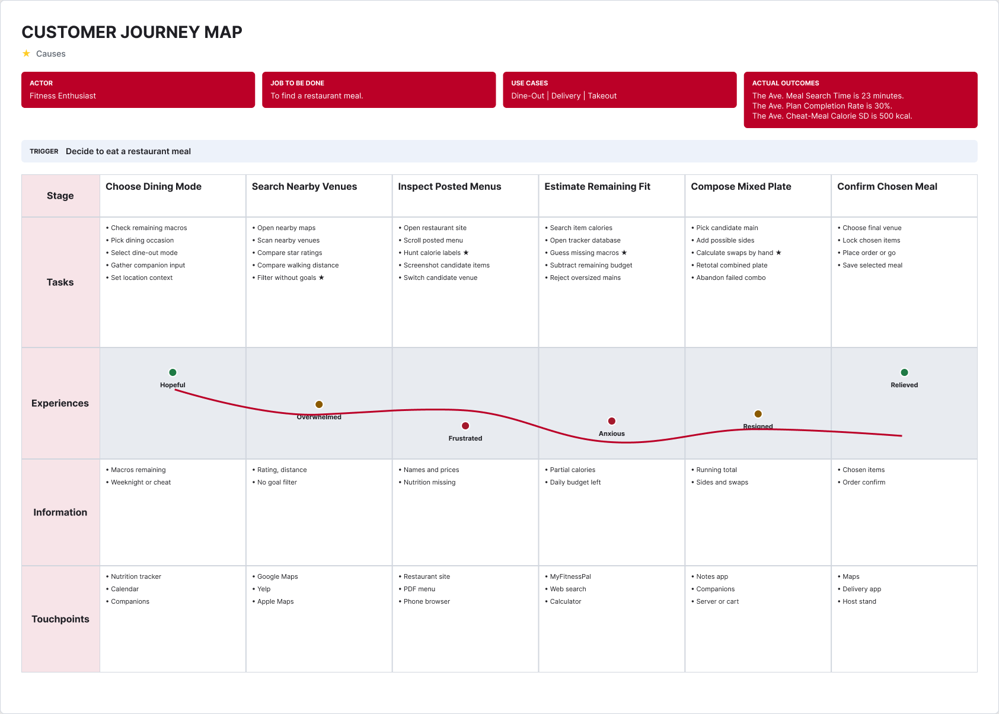 CUSTOMER JOURNEY MAP
★ Causes
ACTOR
Fitness Enthusiast
JOB TO BE DONE
To find a restaurant meal.
USE CASES
Dine-Out | Delivery | Takeout
ACTUAL OUTCOMES
The Ave. Meal Search Time is 23 minutes.
The Ave. Plan Completion Rate is 30%.
The Ave. Cheat-Meal Calorie SD is 500 kcal.
TRIGGER Decide to eat a restaurant meal
Stage
Choose Dining Mode
Search Nearby Venues
Inspect Posted Menus
Estimate Remaining Fit
Compose Mixed Plate
Confirm Chosen Meal
Tasks
• Check remaining macros
• Pick dining occasion
• Select dine-out mode
• Gather companion input
• Set location context
• Open nearby maps
• Scan nearby venues
• Compare star ratings
• Compare walking distance
• Filter without goals ★
• Open restaurant site
• Scroll posted menu
• Hunt calorie labels ★
• Screenshot candidate items
• Switch candidate venue
• Search item calories
• Open tracker database
• Guess missing macros ★
• Subtract remaining budget
• Reject oversized mains
• Pick candidate main
• Add possible sides
• Calculate swaps by hand ★
• Retotal combined plate
• Abandon failed combo
• Choose final venue
• Lock chosen items
• Place order or go
• Save selected meal
Experiences
Hopeful
Overwhelmed
Frustrated
Anxious
Resigned
Relieved
Information
• Macros remaining
• Weeknight or cheat
• Rating, distance
• No goal filter
• Names and prices
• Nutrition missing
• Partial calories
• Daily budget left
• Running total
• Sides and swaps
• Chosen items
• Order confirm
Touchpoints
• Nutrition tracker
• Calendar
• Companions
• Google Maps
• Yelp
• Apple Maps
• Restaurant site
• PDF menu
• Phone browser
• MyFitnessPal
• Web search
• Calculator
• Notes app
• Companions
• Server or cart
• Maps
• Delivery app
• Host stand